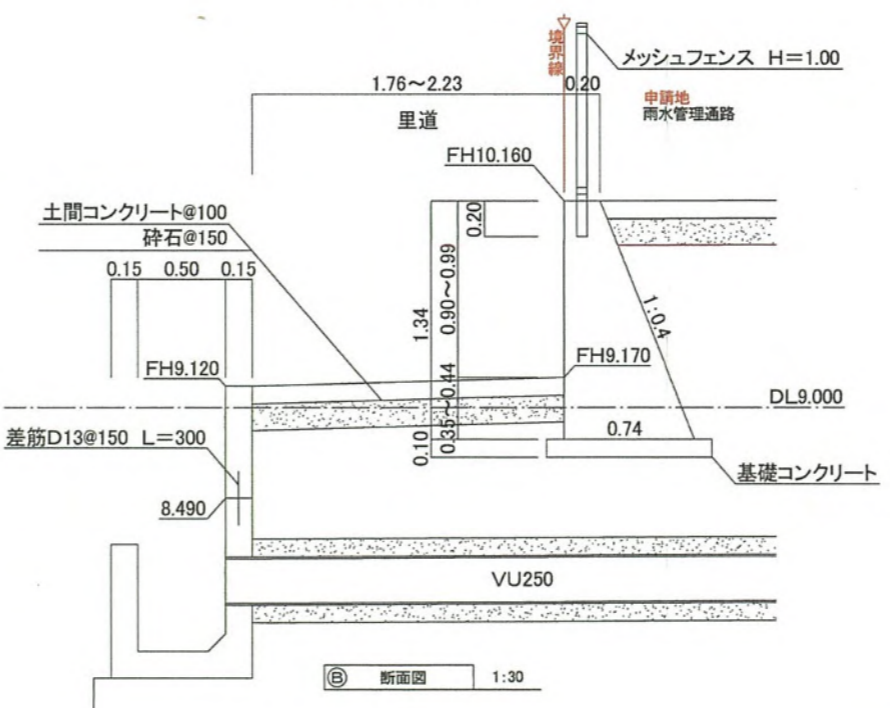 境界線
メッシュフェンス H=1.00
1.76～2.23
0.20
申請地
雨水管理通路
里道
FH10.160
土間コンクリート@100
砕石@150
0.20
0.15 0.50 0.15
1.34
0.90～0.99
1:0.4
FH9.120
FH9.170
DL9.000
0.35～0.44
0.10
0.74
差筋D13@150 L=300
基礎コンクリート
8.490
VU250
Ⓑ 断面図 1:30